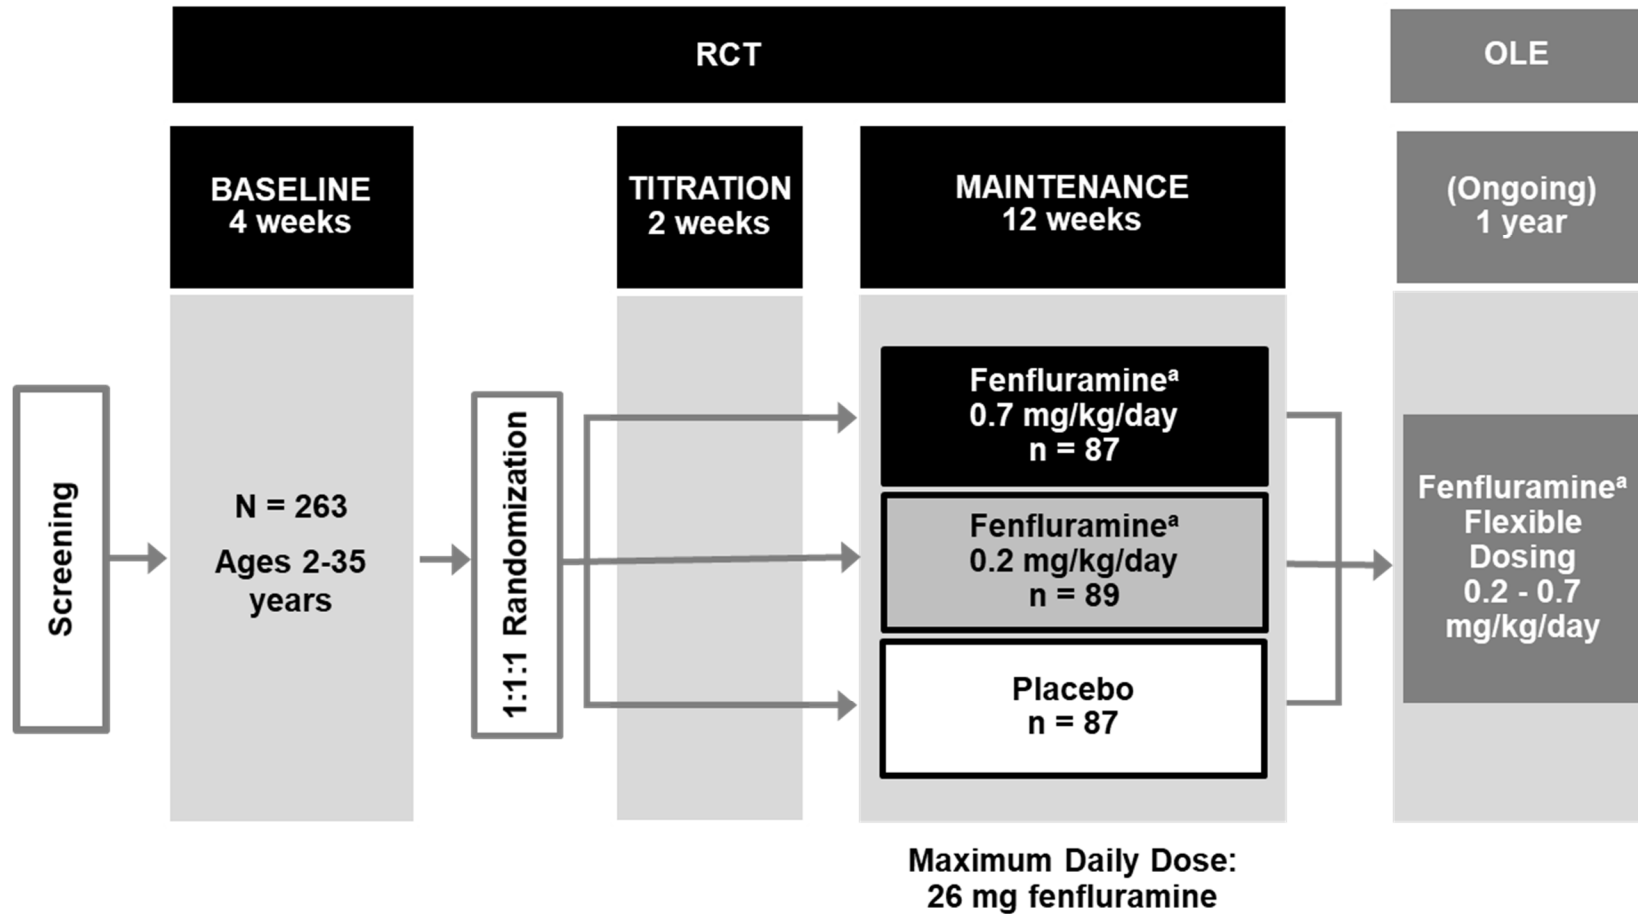 RCT
OLE
BASELINE
4 weeks
TITRATION
2 weeks
MAINTENANCE
12 weeks
(Ongoing)
1 year
Screening
N = 263
Ages 2-35
years
1:1:1 Randomization
Fenfluramineᵃ
0.7 mg/kg/day
n = 87
Fenfluramineᵃ
0.2 mg/kg/day
n = 89
Placebo
n = 87
Fenfluramineᵃ
Flexible
Dosing
0.2 - 0.7
mg/kg/day
Maximum Daily Dose:
26 mg fenfluramine